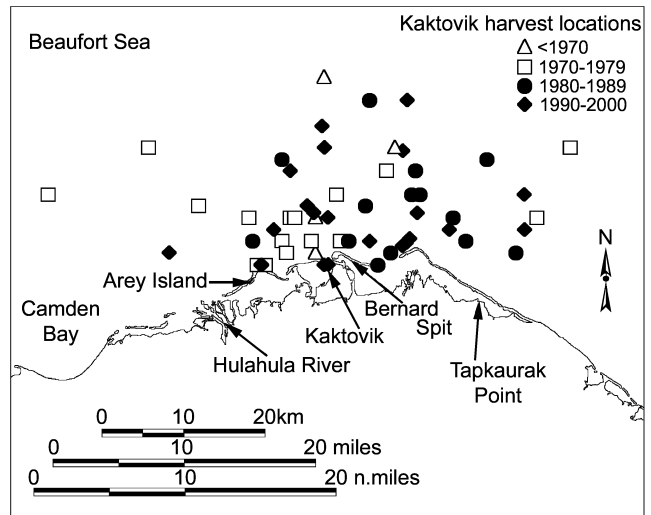 Kaktovik harvest locations
Beaufort Sea
<1970
1970-1979
1980-1989
1990-2000
N
Arey Island
Camden
Bay
Bernard
Spit
Kaktovik
Hulahula River
Tapkaurak
Point
0 10 20km
0 10 20 miles
0 10 20 n.miles